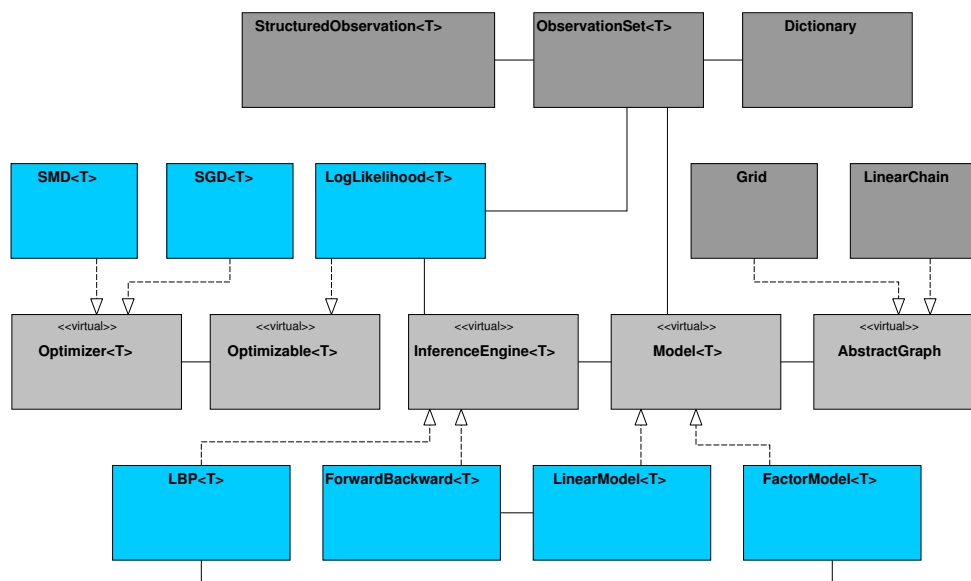 StructuredObservation<T>
ObservationSet<T>
Dictionary
SMD<T>
SGD<T>
LogLikelihood<T>
Grid
LinearChain
<<virtual>>
Optimizer<T>
<<virtual>>
Optimizable<T>
<<virtual>>
InferenceEngine<T>
<<virtual>>
Model<T>
<<virtual>>
AbstractGraph
LBP<T>
ForwardBackward<T>
LinearModel<T>
FactorModel<T>